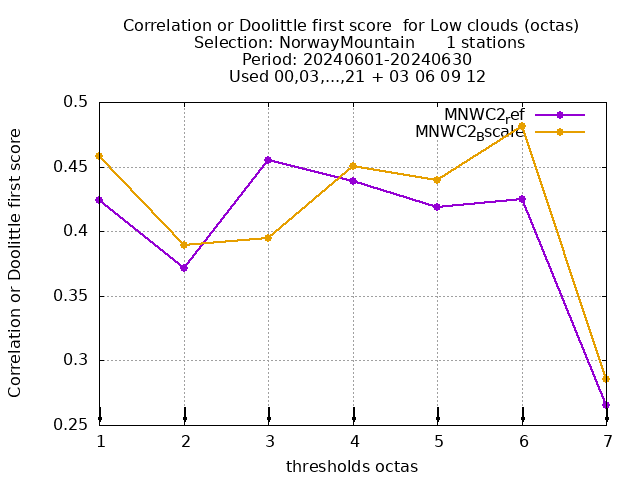 Correlation or Doolittle first score  for Low clouds (octas)
Selection: NorwayMountain      1 stations
Period: 20240601-20240630
Used 00,03,...,21 + 03 06 09 12
MNWC2ref
MNWC2Bscale
0.5
0.45
0.4
0.35
0.3
0.25
Correlation or Doolittle first score
1 2 3 4 5 6 7
thresholds octas